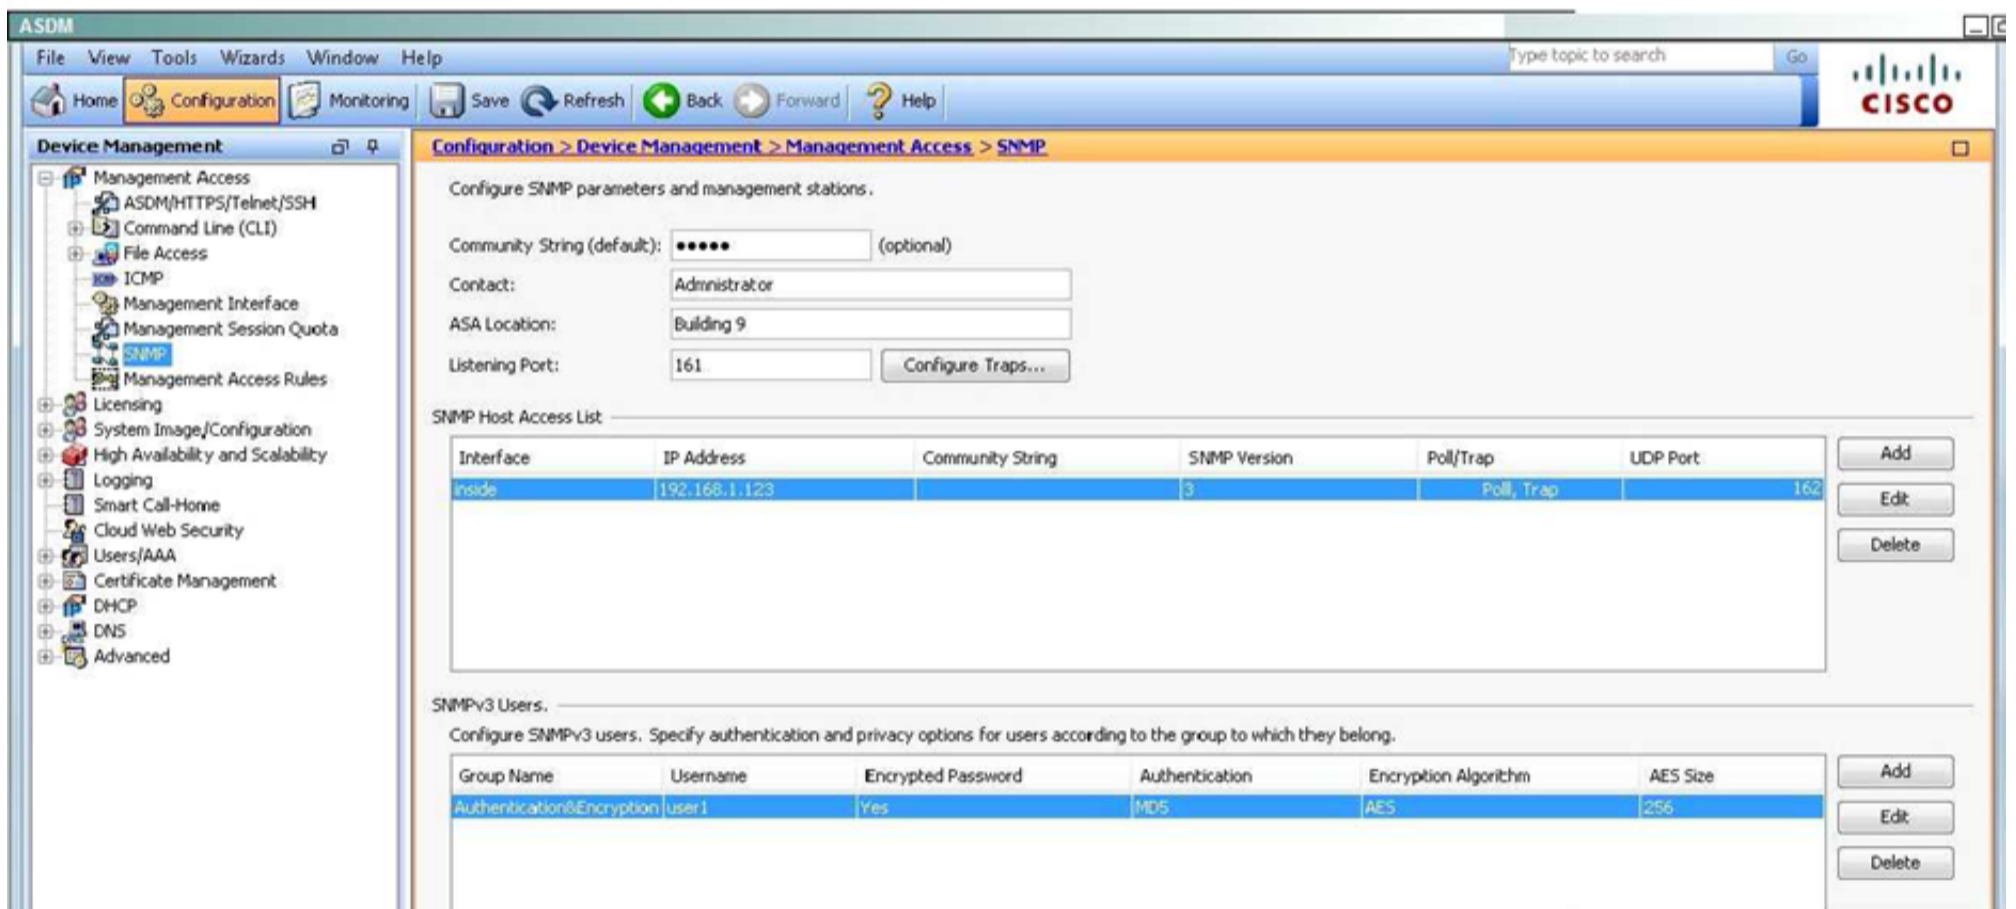 ASDM
File View Tools Wizards Window Help
Type topic to search Go
Home Configuration Monitoring Save Refresh Back Forward Help
CISCO
Device Management
Management Access
ASDM/HTTPS/Telnet/SSH
Command Line (CLI)
File Access
ICMP
Management Interface
Management Session Quota
SNMP
Management Access Rules
Licensing
System Image/Configuration
High Availability and Scalability
Logging
Smart Call-Home
Cloud Web Security
Users/AAA
Certificate Management
DHCP
DNS
Advanced
Configuration > Device Management > Management Access > SNMP
Configure SNMP parameters and management stations.
Community String (default): ●●●●● (optional)
Contact: Admnistrator
ASA Location: Building 9
Listening Port: 161 Configure Traps...
SNMP Host Access List
Interface IP Address Community String SNMP Version Poll/Trap UDP Port
inside 192.168.1.123 3 Poll, Trap 162
Add
Edit
Delete
SNMPv3 Users.
Configure SNMPv3 users. Specify authentication and privacy options for users according to the group to which they belong.
Group Name Username Encrypted Password Authentication Encryption Algorithm AES Size
Authentication&Encryption user1 Yes MD5 AES 256
Add
Edit
Delete